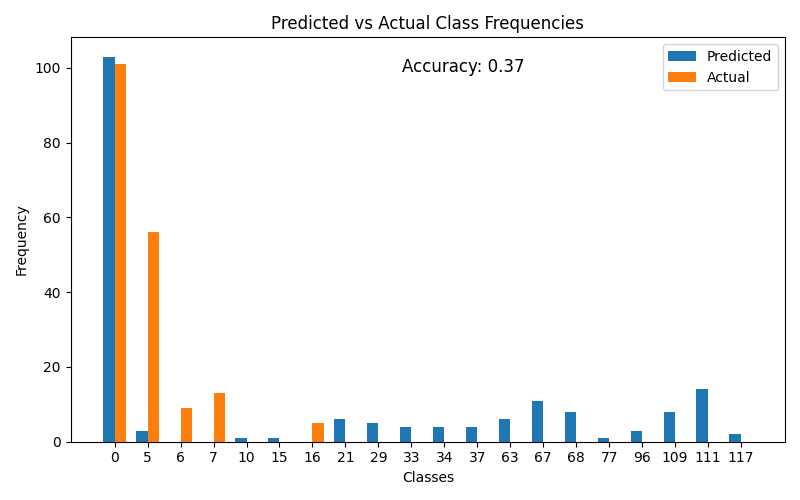 Predicted vs Actual Class Frequencies
Accuracy: 0.37
Predicted
Actual
Frequency
100
80
60
40
20
0
0 5 6 7 10 15 16 21 29 33 34 37 63 67 68 77 96 109 111 117
Classes